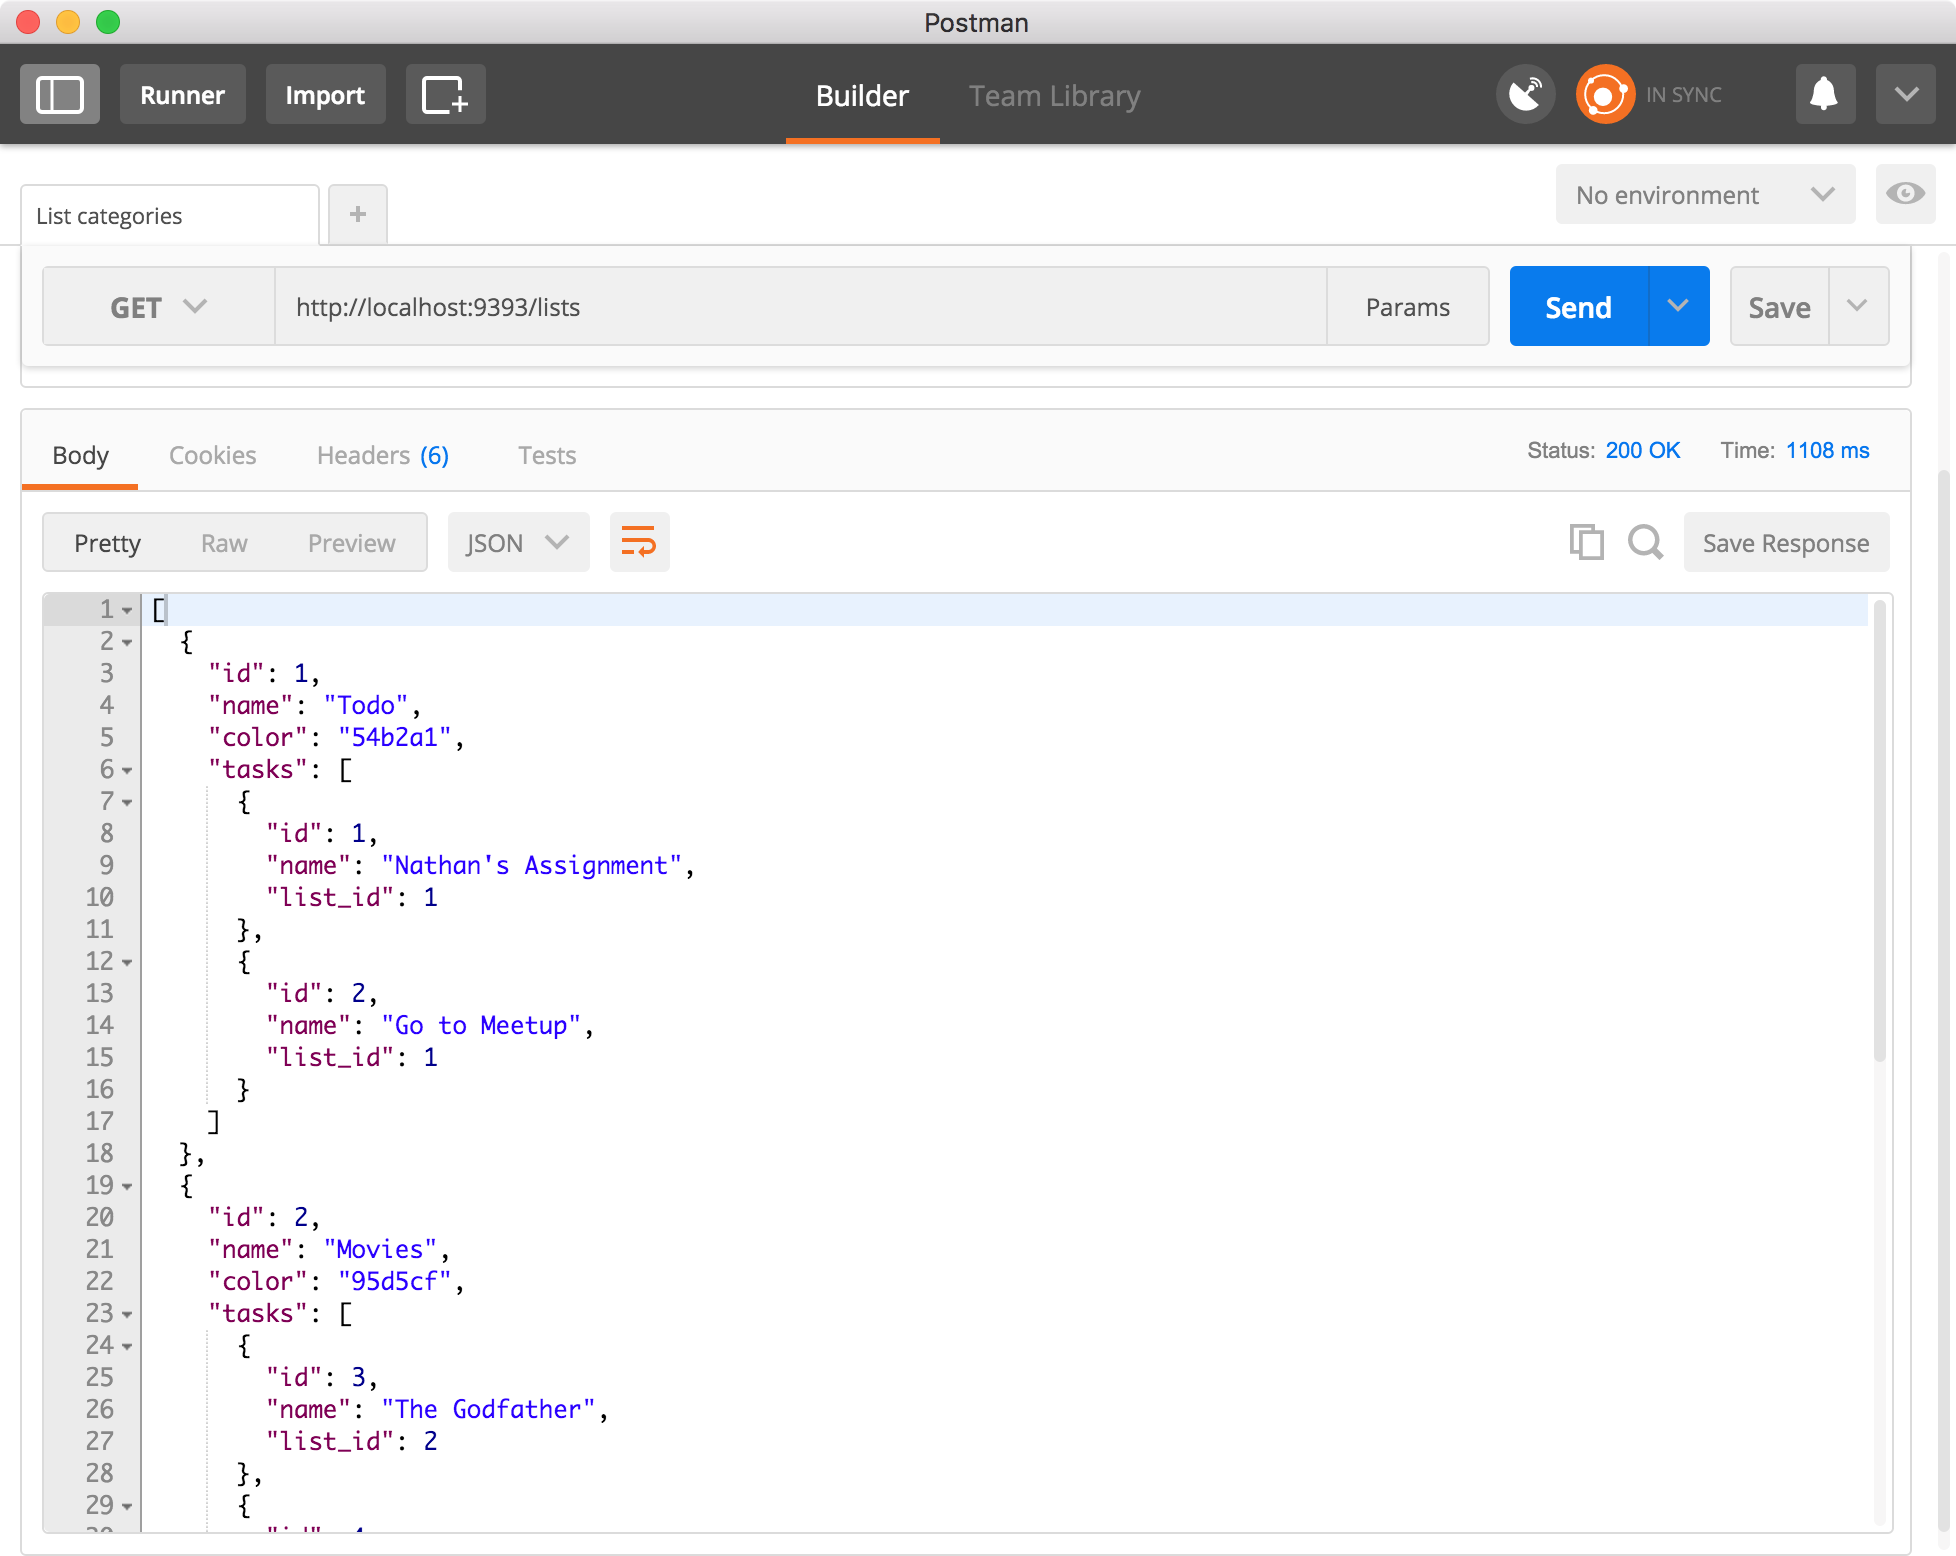 Postman
Runner Import Builder Team Library IN SYNC
List categories + No environment
GET http://localhost:9393/lists Params Send Save
Body Cookies Headers (6) Tests Status: 200 OK Time: 1108 ms
Pretty Raw Preview JSON Save Response
1 [
2 {
3 "id": 1,
4 "name": "Todo",
5 "color": "54b2a1",
6 "tasks": [
7 {
8 "id": 1,
9 "name": "Nathan's Assignment",
10 "list_id": 1
11 },
12 {
13 "id": 2,
14 "name": "Go to Meetup",
15 "list_id": 1
16 }
17 ]
18 },
19 {
20 "id": 2,
21 "name": "Movies",
22 "color": "95d5cf",
23 "tasks": [
24 {
25 "id": 3,
26 "name": "The Godfather",
27 "list_id": 2
28 },
29 {